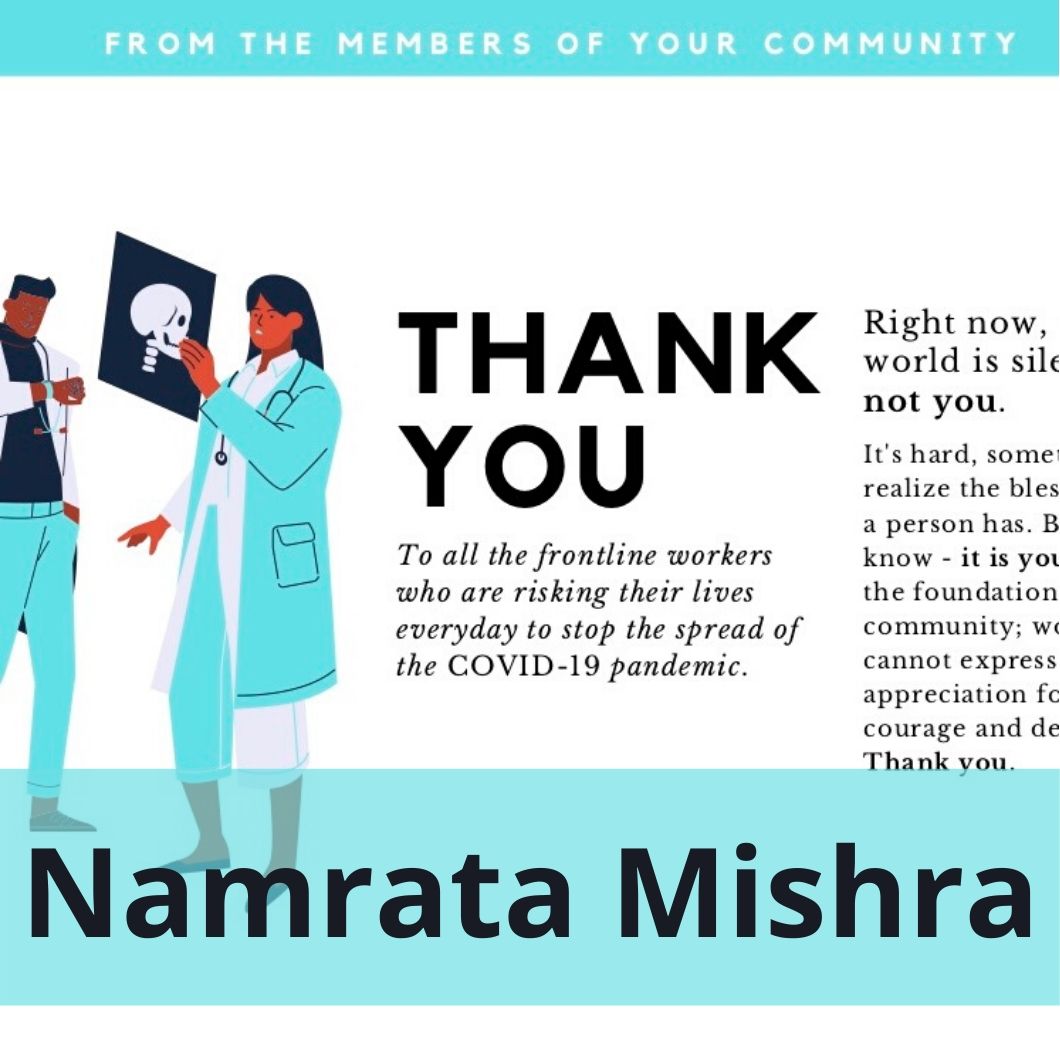 FROM THE MEMBERS OF YOUR COMMUNITY
THANK
YOU
To all the frontline workers
who are risking their lives
everyday to stop the spread of
the COVID-19 pandemic.
Right now,
world is
not you.
It's hard,
realize the
a person has.
know - it is
the foundation
community;
cannot express
appreciation
courage and
Thank you.
Namrata Mishra